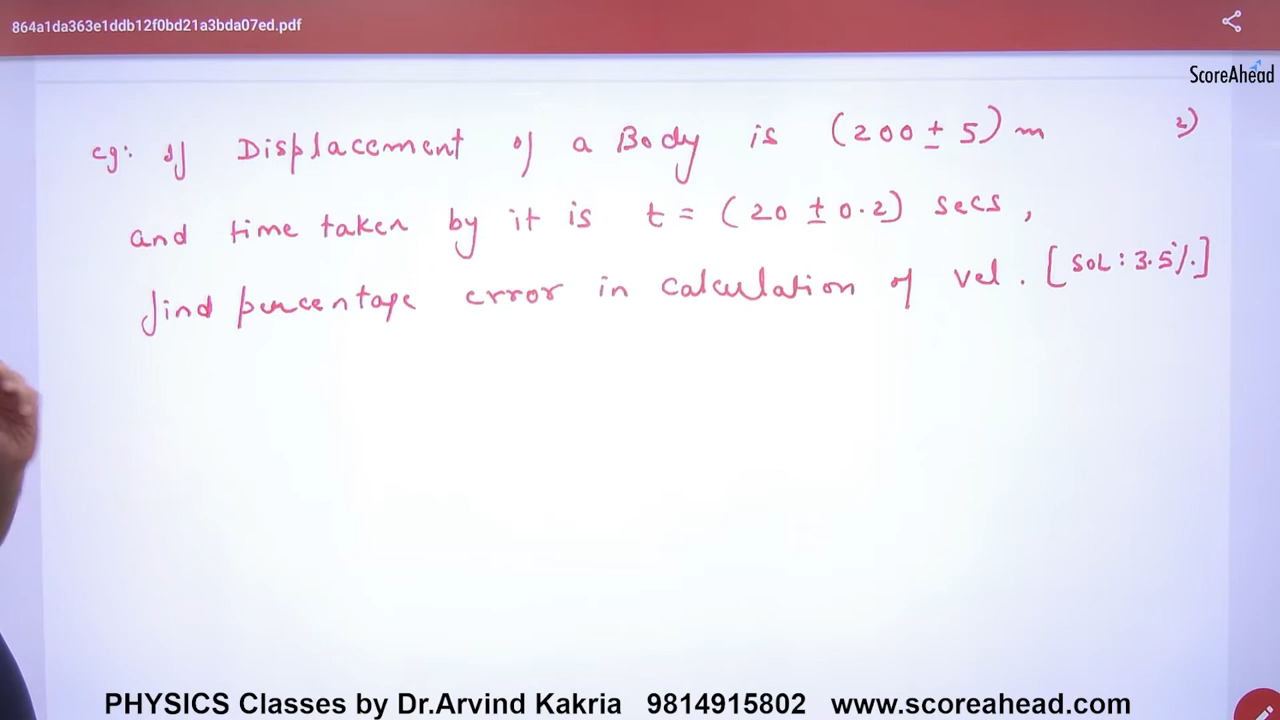 864a1da363e1ddb12f0bd21a3bda07ed.pdf
ScoreAhead
eg: If Displacement of a Body is (200 ± 5) m 2)
and time taken by it is t = (20 ± 0.2) secs ,
find percentage error in calculation of vel. [SOL: 3.5%.]
PHYSICS Classes by Dr.Arvind Kakria 9814915802 www.scoreahead.com